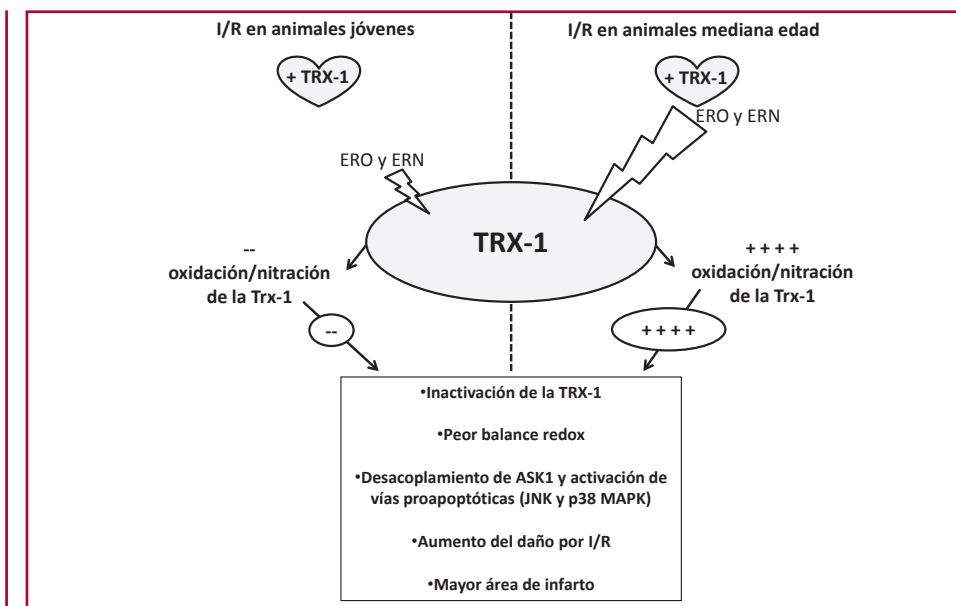 I/R en animales jóvenes
+ TRX-1
ERO y ERN
I/R en animales mediana edad
+ TRX-1
ERO y ERN
TRX-1
--
oxidación/nitración
de la Trx-1
--
+ + + +
oxidación/nitración
de la Trx-1
+ + + +
•Inactivación de la TRX-1
•Peor balance redox
•Desacoplamiento de ASK1 y activación de
vías proapoptóticas (JNK y p38 MAPK)
•Aumento del daño por I/R
•Mayor área de infarto